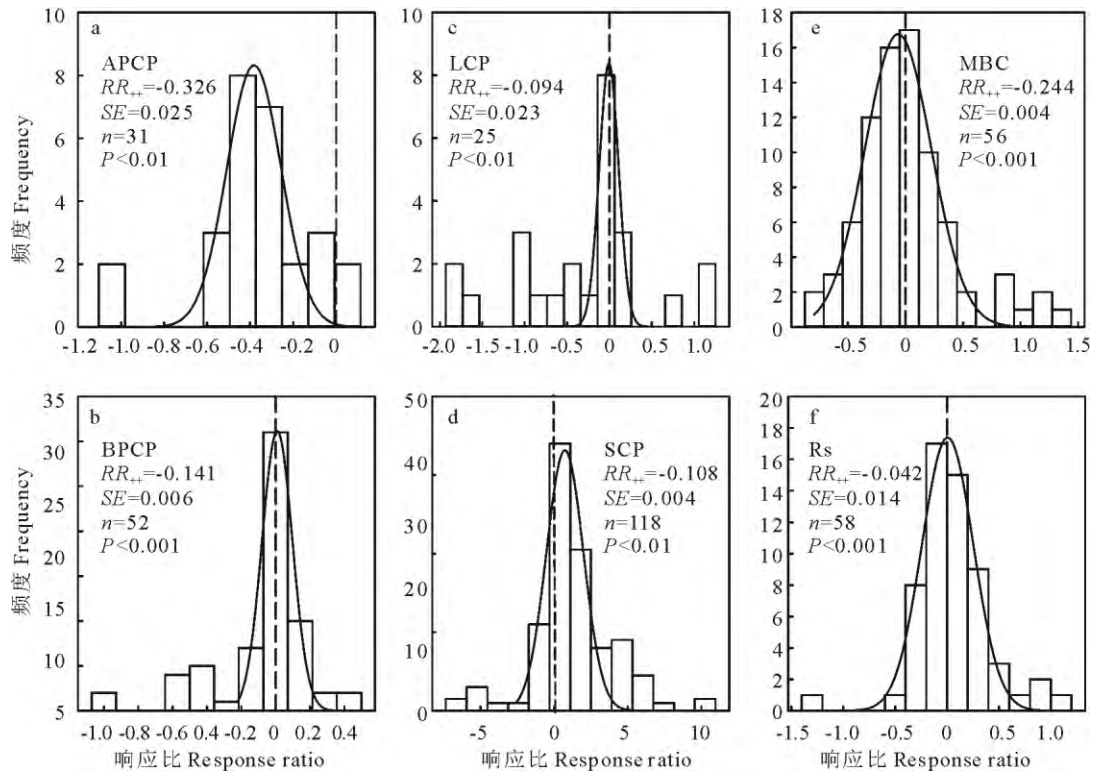 10
8
6
4
2
0
频度 Frequency
a
APCP
RR++=-0.326
SE=0.025
n=31
P<0.01
-1.2 -1.0 -0.6 -0.4 -0.2 0
10
8
6
4
2
0
c
LCP
RR++=-0.094
SE=0.023
n=25
P<0.01
-2.0 -1.5 -1.0 -0.5 0 0.5 1.0
18
16
14
12
10
8
6
4
2
0
e
MBC
RR++=-0.244
SE=0.004
n=56
P<0.001
-0.5 0 0.5 1.0 1.5
35
32
31
32
31
10
5
频度 Frequency
b
BPCP
RR++=-0.141
SE=0.006
n=52
P<0.001
-1.0 -0.8 -0.6 -0.4 -0.2 0 0.2 0.4
响应比 Response ratio
50
40
30
32
31
10
0
d
SCP
RR++=-0.108
SE=0.004
n=118
P<0.01
-5 0 5 10
响应比 Response ratio
20
18
16
14
12
10
8
6
4
2
0
f
Rs
RR++=-0.042
SE=0.014
n=58
P<0.001
-1.5 -1.0 -0.5 0 0.5 1.0
响应比 Response ratio